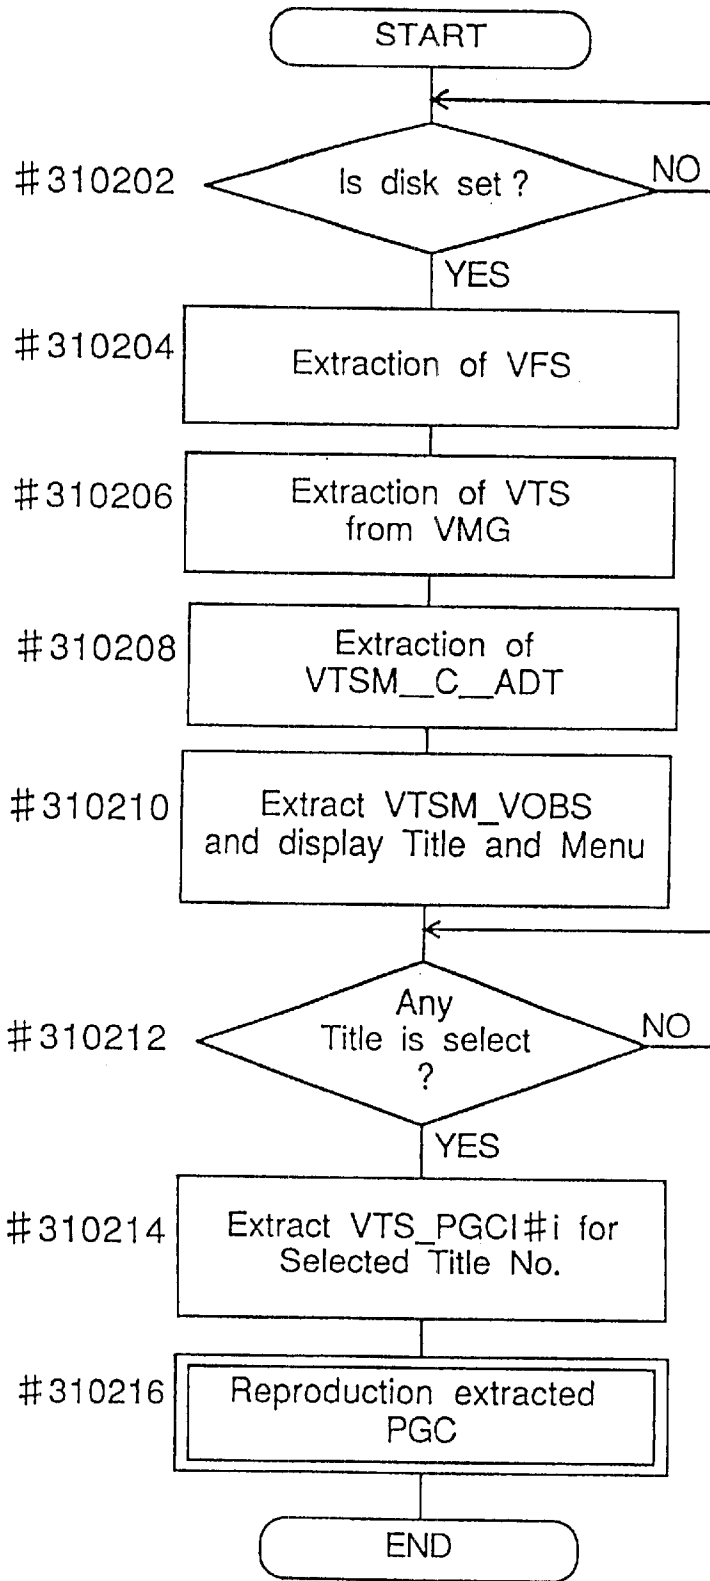 START
#310202
Is disk set ?
NO
YES
#310204
Extraction of VFS
#310206
Extraction of VTS
from VMG
#310208
Extraction of
VTSM__C__ADT
#310210
Extract VTSM_VOBS
and display Title and Menu
#310212
Any
Title is select
?
NO
YES
#310214
Extract VTS_PGCI#i for
Selected Title No.
#310216
Reproduction extracted
PGC
END